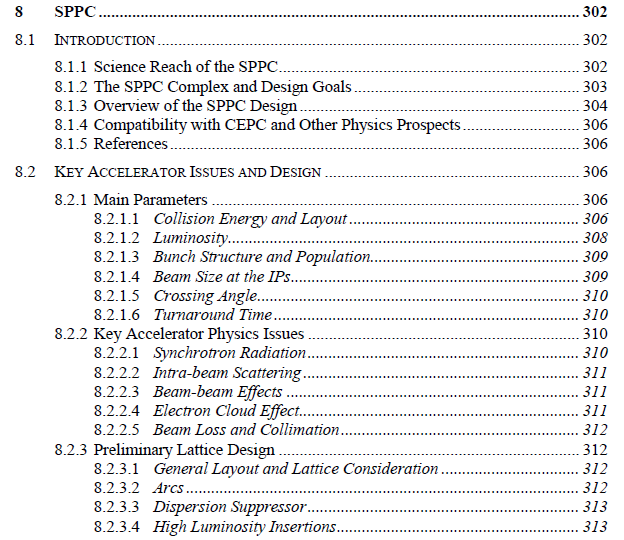 8 SPPC ... 302
8.1 INTRODUCTION ... 302
8.1.1 Science Reach of the SPPC ... 302
8.1.2 The SPPC Complex and Design Goals ... 303
8.1.3 Overview of the SPPC Design ... 304
8.1.4 Compatibility with CEPC and Other Physics Prospects ... 306
8.1.5 References ... 306
8.2 KEY ACCELERATOR ISSUES AND DESIGN ... 306
8.2.1 Main Parameters ... 306
8.2.1.1 Collision Energy and Layout ... 306
8.2.1.2 Luminosity ... 308
8.2.1.3 Bunch Structure and Population ... 309
8.2.1.4 Beam Size at the IPs ... 309
8.2.1.5 Crossing Angle ... 310
8.2.1.6 Turnaround Time ... 310
8.2.2 Key Accelerator Physics Issues ... 310
8.2.2.1 Synchrotron Radiation ... 310
8.2.2.2 Intra-beam Scattering ... 311
8.2.2.3 Beam-beam Effects ... 311
8.2.2.4 Electron Cloud Effect ... 311
8.2.2.5 Beam Loss and Collimation ... 312
8.2.3 Preliminary Lattice Design ... 312
8.2.3.1 General Layout and Lattice Consideration ... 312
8.2.3.2 Arcs ... 312
8.2.3.3 Dispersion Suppressor ... 313
8.2.3.4 High Luminosity Insertions ... 313